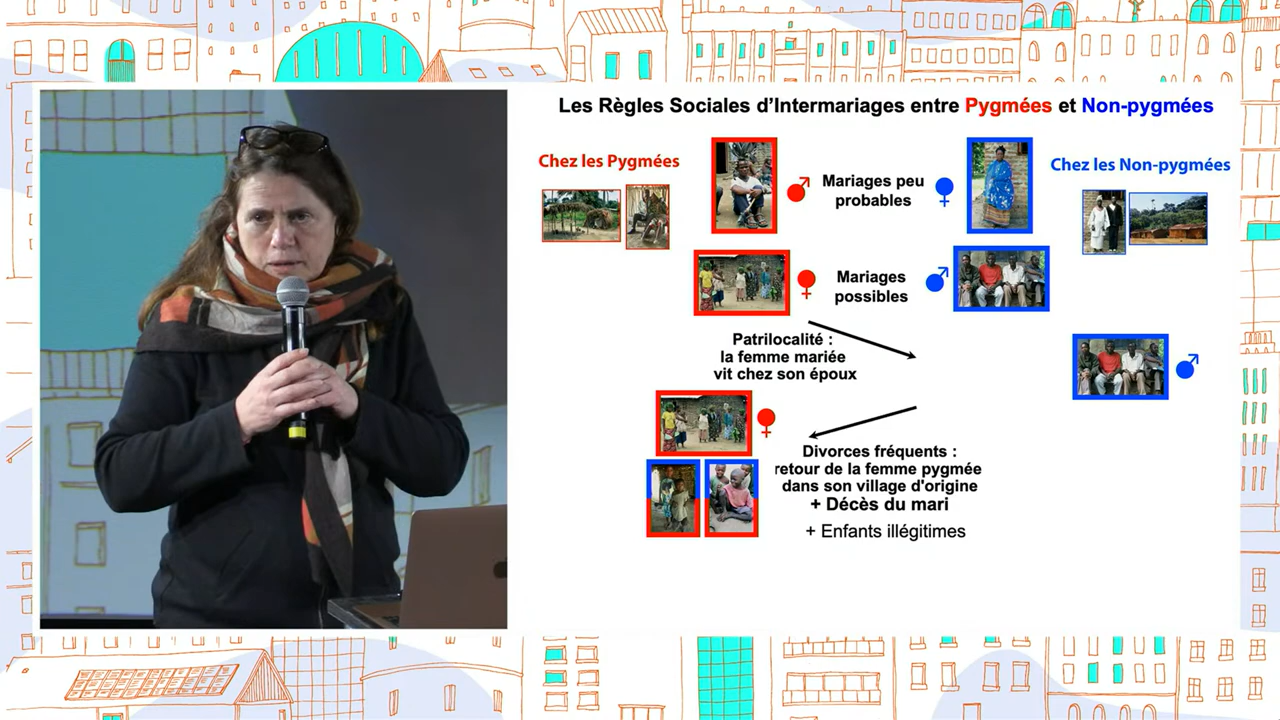 Les Règles Sociales d'Intermariages entre Pygmées et Non-pygmées
Chez les Pygmées
Mariages peu
probables
Chez les Non-pygmées
Mariages
possibles
Patrilocalité :
la femme mariée
vit chez son époux
Divorces fréquents :
retour de la femme pygmée
dans son village d'origine
+ Décès du mari
+ Enfants illégitimes